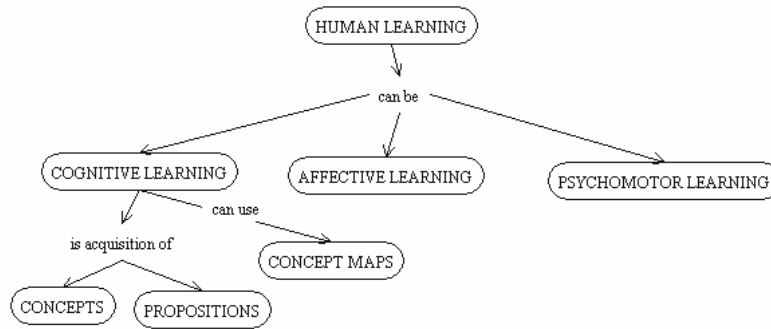 HUMAN LEARNING
can be
COGNITIVE LEARNING
AFFECTIVE LEARNING
PSYCHOMOTOR LEARNING
can use
is acquisition of
CONCEPT MAPS
CONCEPTS
PROPOSITIONS